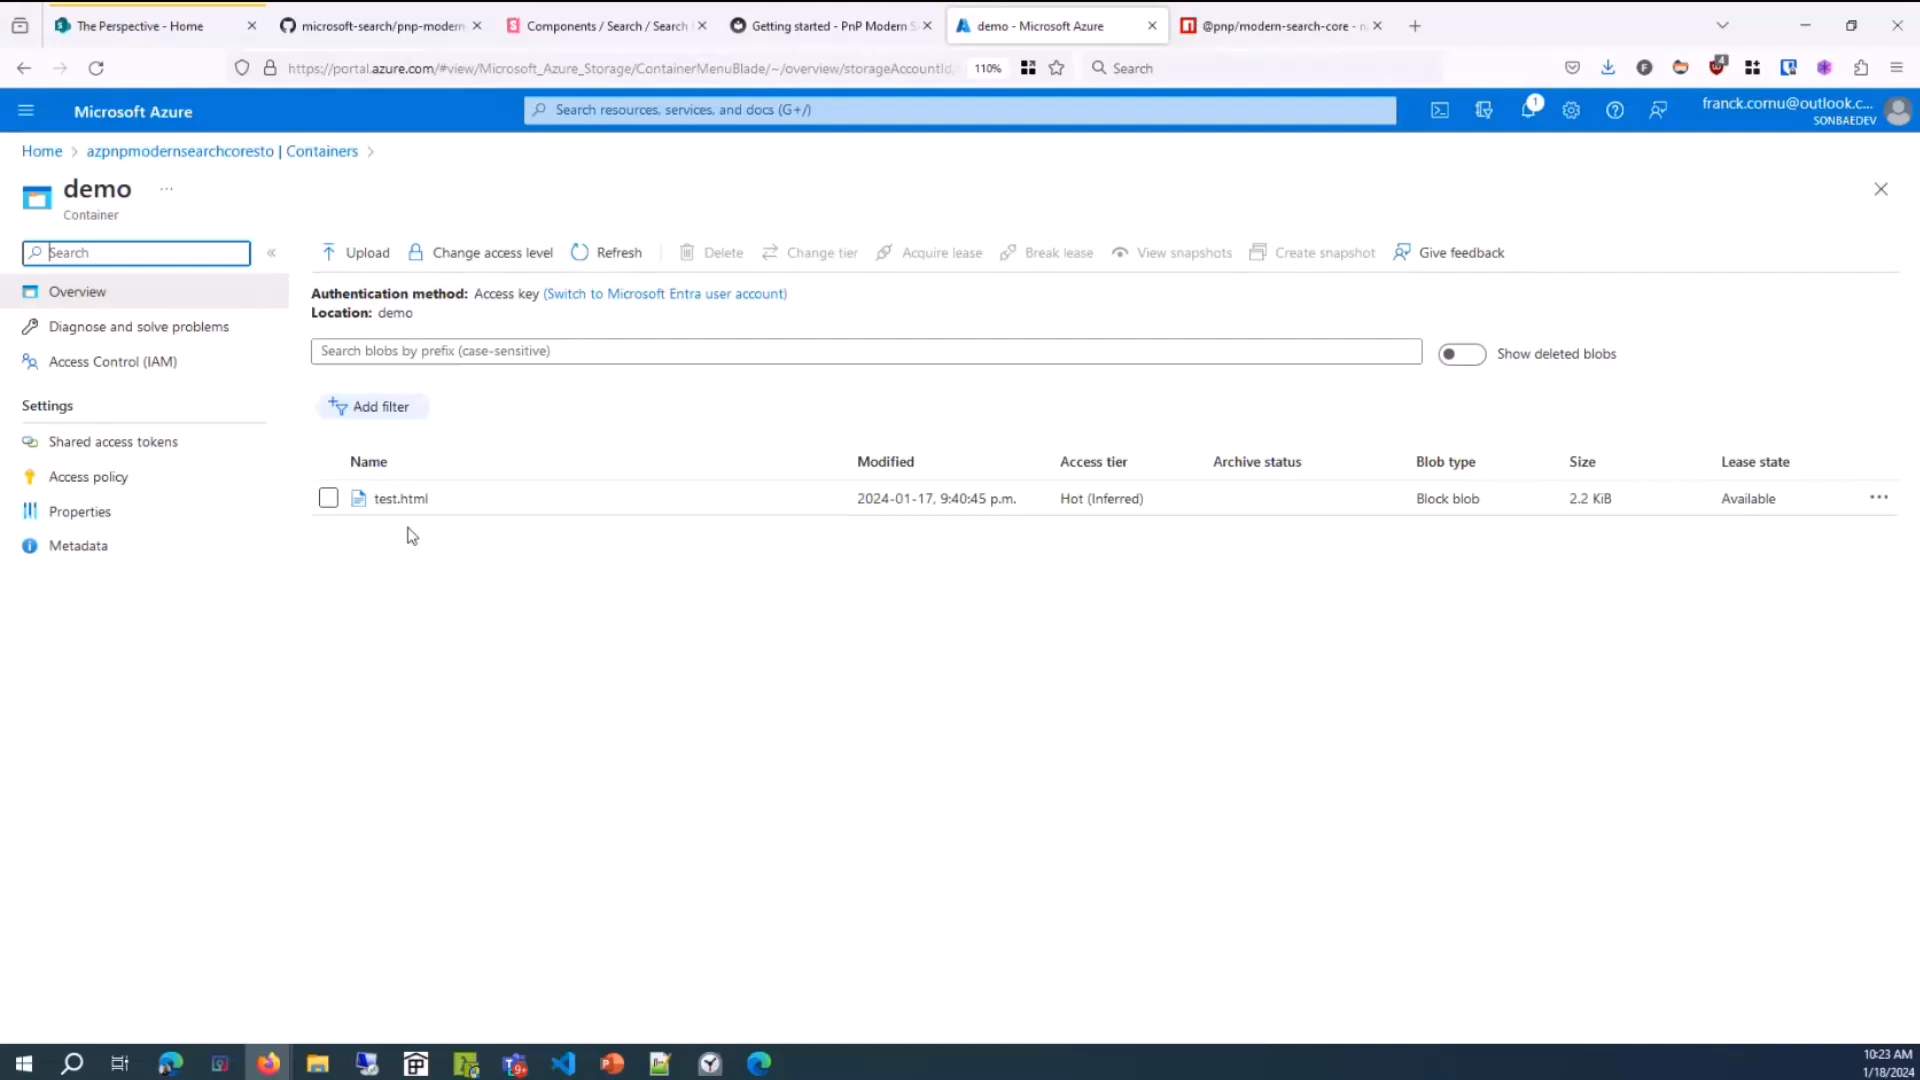 The Perspective - Home
microsoft-search/pnp-modern
Components / Search / Search
Getting started - PnP Modern S
demo - Microsoft Azure
@pnp/modern-search-core - n
https://portal.azure.com/#view/Microsoft_Azure_Storage/ContainerMenuBlade/~/overview/storageAccountId
110%
Search
Microsoft Azure
Search resources, services, and docs (G+/)
1
franck.cornu@outlook.c...
SONBAEDEV
Home > azpnpmodernsearchcoresto | Containers >
demo ...
Container
Search
«
Upload
Change access level
Refresh
Delete
Change tier
Acquire lease
Break lease
View snapshots
Create snapshot
Give feedback
Overview
Diagnose and solve problems
Access Control (IAM)
Settings
Shared access tokens
Access policy
Properties
Metadata
Authentication method: Access key (Switch to Microsoft Entra user account)
Location: demo
Search blobs by prefix (case-sensitive)
Show deleted blobs
Add filter
Name Modified Access tier Archive status Blob type Size Lease state
test.html 2024-01-17, 9:40:45 p.m. Hot (Inferred) Block blob 2.2 KiB Available ...
10:23 AM
1/18/2024